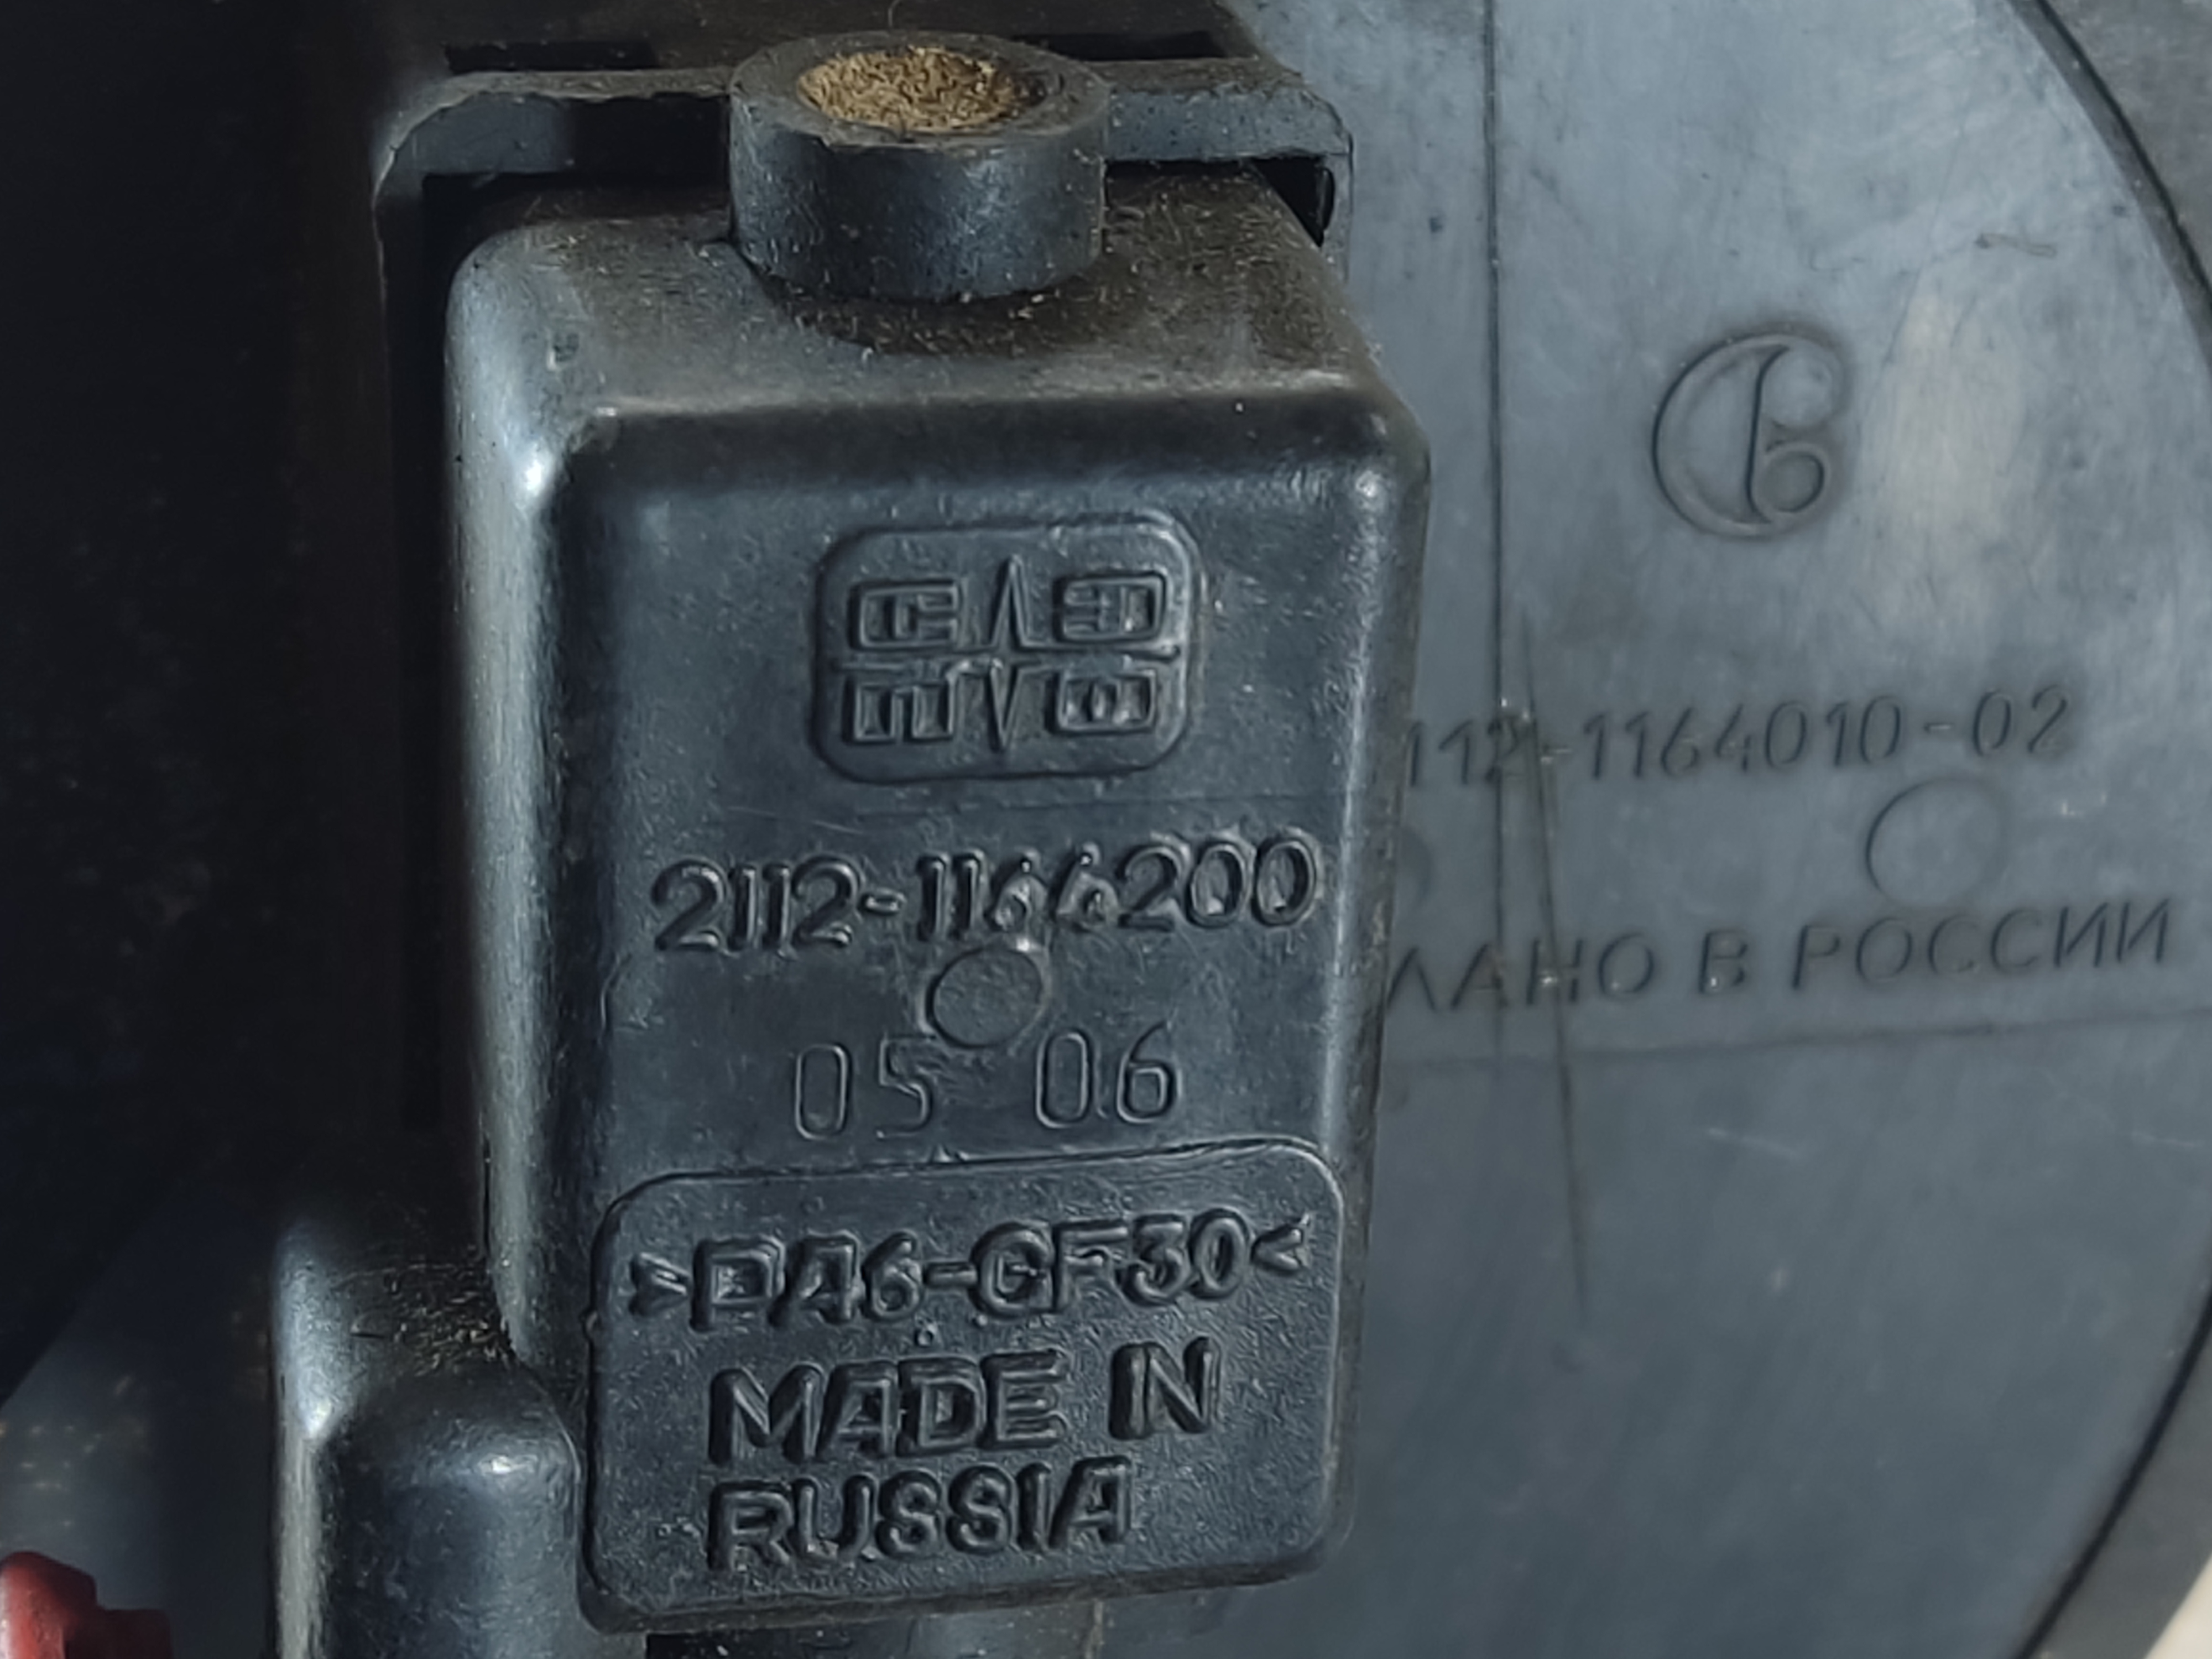 2112-1164200
05 06
>PA6-GF30<
MADE IN
RUSSIA
112-1164010-02
ЛАНО В РОССИИ